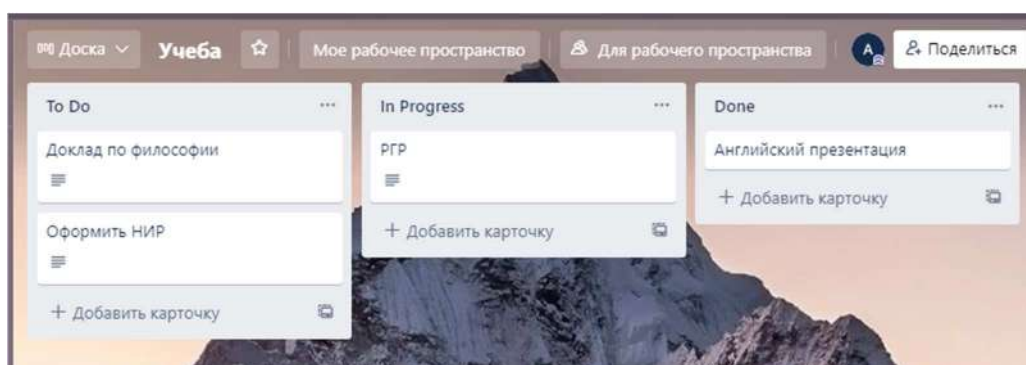 Доска Учеба Мое рабочее пространство Для рабочего пространства А Поделиться
To Do
Доклад по философии
Оформить НИР
+ Добавить карточку
In Progress
РГР
+ Добавить карточку
Done
Английский презентация
+ Добавить карточку